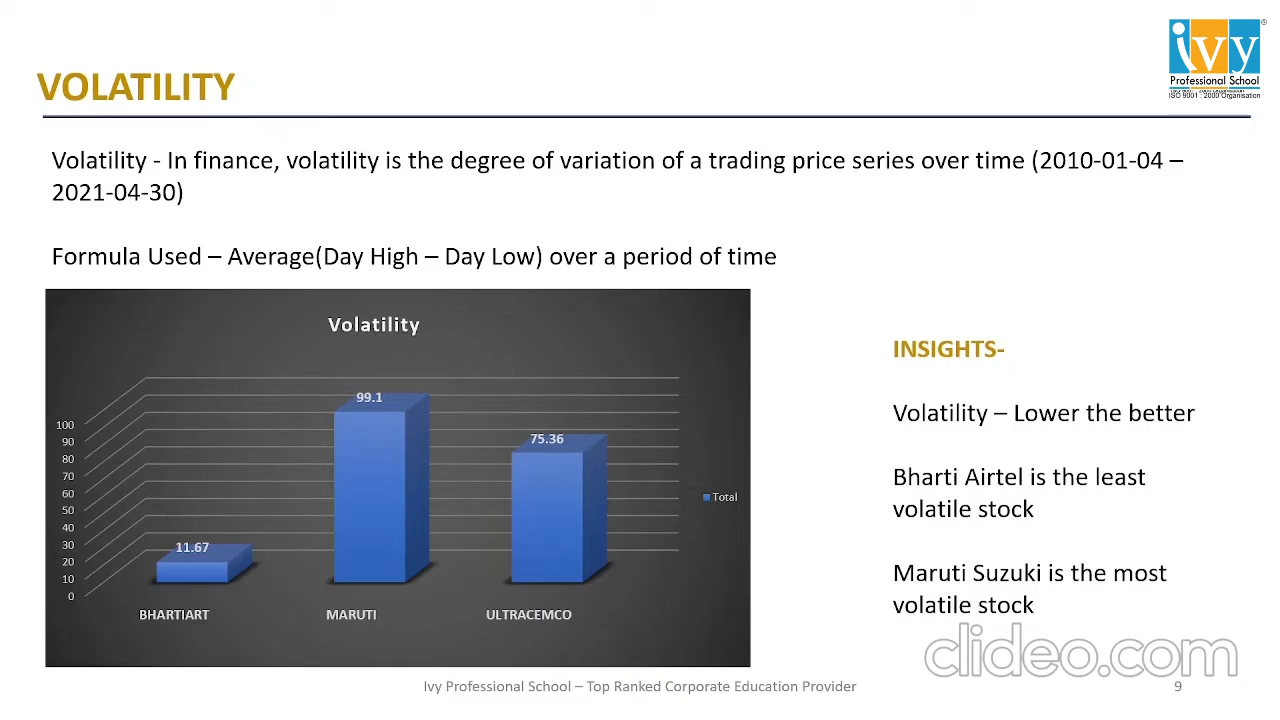 ivy
®
Professional School
ISO 9001 : 2000 Organisation
VOLATILITY
Volatility - In finance, volatility is the degree of variation of a trading price series over time (2010-01-04 –
2021-04-30)
Formula Used – Average(Day High – Day Low) over a period of time
Volatility
100
90
80
70
60
50
40
30
20
10
0
11.67
99.1
75.36
BHARTIART
MARUTI
ULTRACEMCO
Total
INSIGHTS-
Volatility – Lower the better
Bharti Airtel is the least
volatile stock
Maruti Suzuki is the most
volatile stock
clideo.com
Ivy Professional School – Top Ranked Corporate Education Provider
9